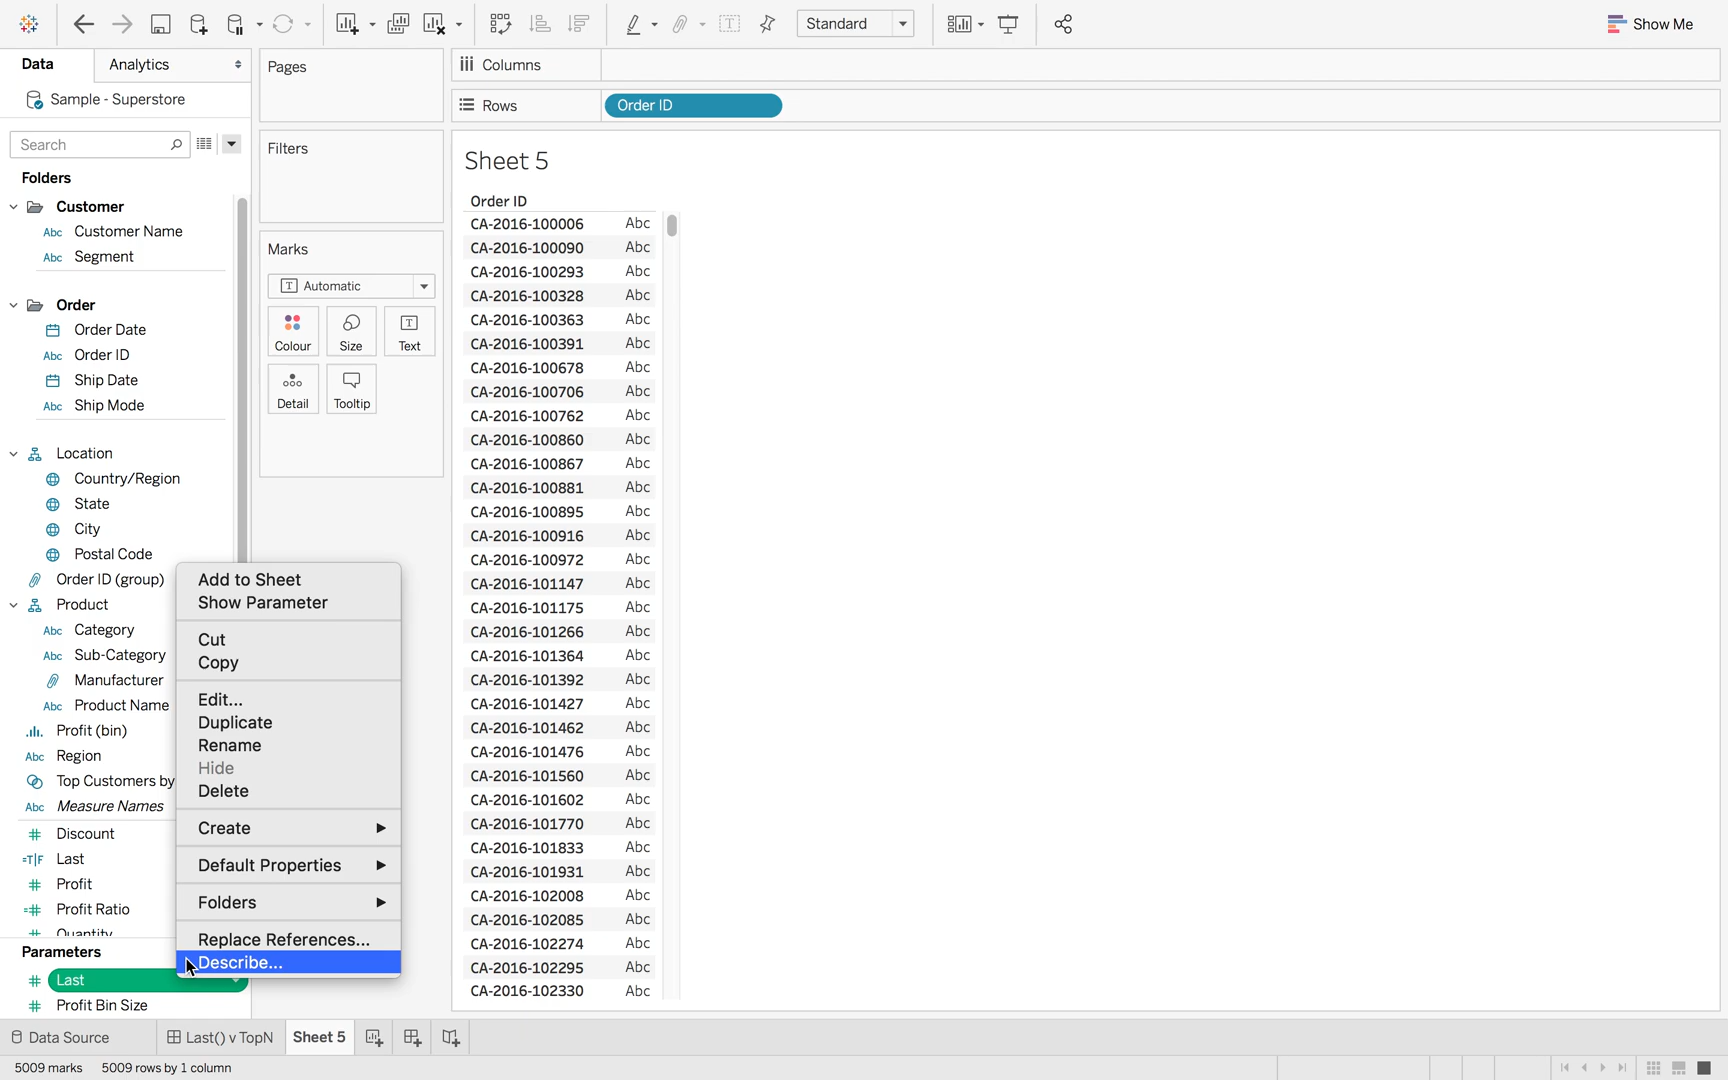 Standard
Show Me
Data
Analytics
Pages
Columns
Sample - Superstore
Rows
Order ID
Search
Filters
Sheet 5
Folders
Customer
Customer Name
Segment
Marks
Automatic
Colour
Size
Text
Detail
Tooltip
Order
Order Date
Order ID
Ship Date
Ship Mode
Location
Country/Region
State
City
Postal Code
Order ID (group)
Product
Category
Sub-Category
Manufacturer
Product Name
Profit (bin)
Region
Top Customers by
Measure Names
Discount
Last
Profit
Profit Ratio
Quantity
Parameters
Last
Profit Bin Size
Add to Sheet
Show Parameter
Cut
Copy
Edit...
Duplicate
Rename
Hide
Delete
Create
Default Properties
Folders
Replace References...
Describe...
Order ID
CA-2016-100006 Abc
CA-2016-100090 Abc
CA-2016-100293 Abc
CA-2016-100328 Abc
CA-2016-100363 Abc
CA-2016-100391 Abc
CA-2016-100678 Abc
CA-2016-100706 Abc
CA-2016-100762 Abc
CA-2016-100860 Abc
CA-2016-100867 Abc
CA-2016-100881 Abc
CA-2016-100895 Abc
CA-2016-100916 Abc
CA-2016-100972 Abc
CA-2016-101147 Abc
CA-2016-101175 Abc
CA-2016-101266 Abc
CA-2016-101364 Abc
CA-2016-101392 Abc
CA-2016-101427 Abc
CA-2016-101462 Abc
CA-2016-101476 Abc
CA-2016-101560 Abc
CA-2016-101602 Abc
CA-2016-101770 Abc
CA-2016-101833 Abc
CA-2016-101931 Abc
CA-2016-102008 Abc
CA-2016-102085 Abc
CA-2016-102274 Abc
CA-2016-102295 Abc
CA-2016-102330 Abc
Data Source
Last() v TopN
Sheet 5
5009 marks 5009 rows by 1 column